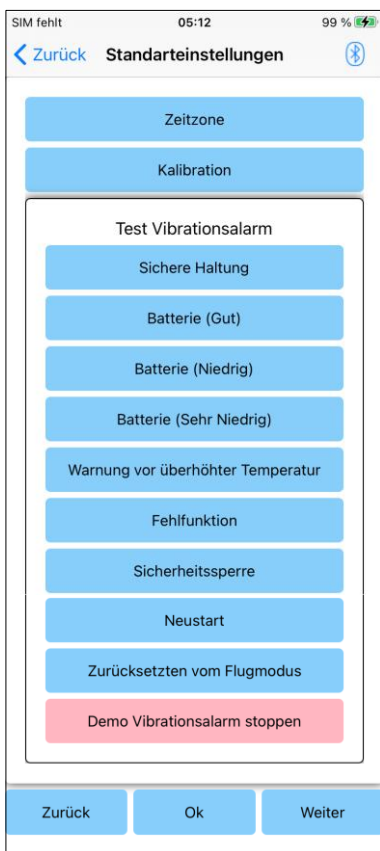 SIM fehlt 05:12 99 %
Zurück Standarteinstellungen
Zeitzone
Kalibration
Test Vibrationsalarm
Sichere Haltung
Batterie (Gut)
Batterie (Niedrig)
Batterie (Sehr Niedrig)
Warnung vor überhöhter Temperatur
Fehlfunktion
Sicherheitssperre
Neustart
Zurücksetzten vom Flugmodus
Demo Vibrationsalarm stoppen
Zurück Ok Weiter